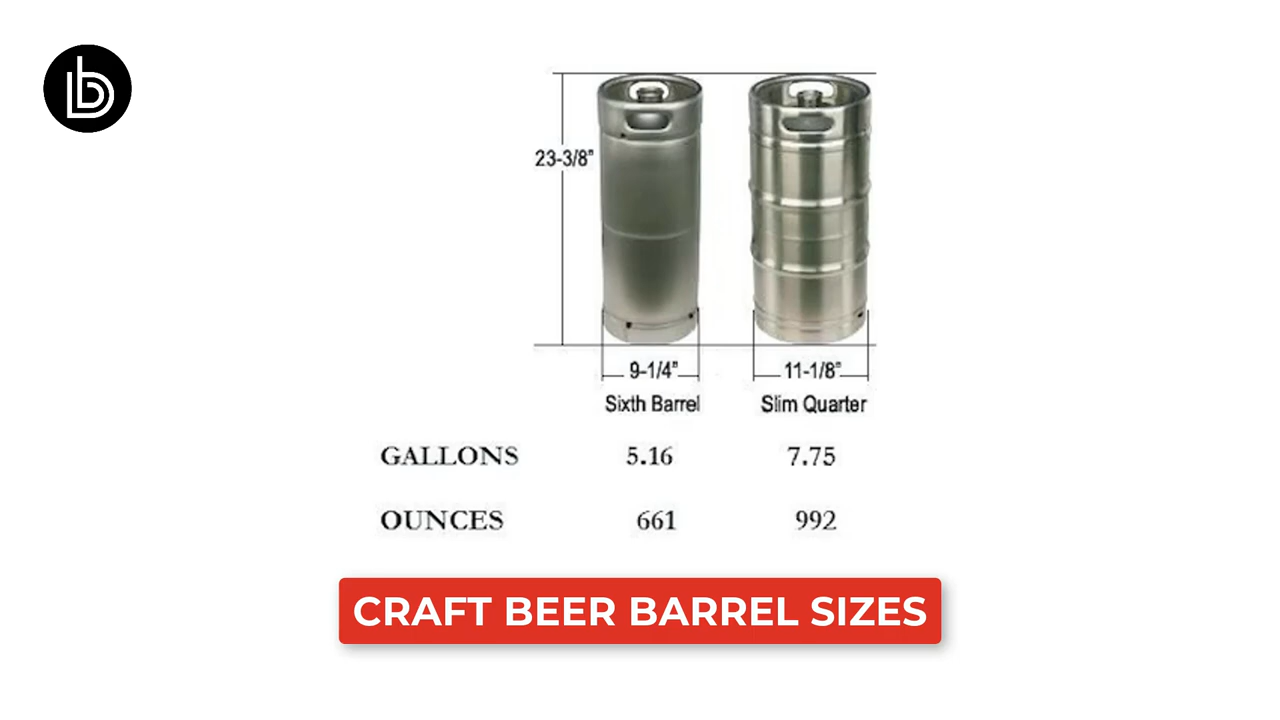 23-3/8"
9-1/4" 11-1/8"
Sixth Barrel Slim Quarter
GALLONS 5.16 7.75
OUNCES 661 992
CRAFT BEER BARREL SIZES